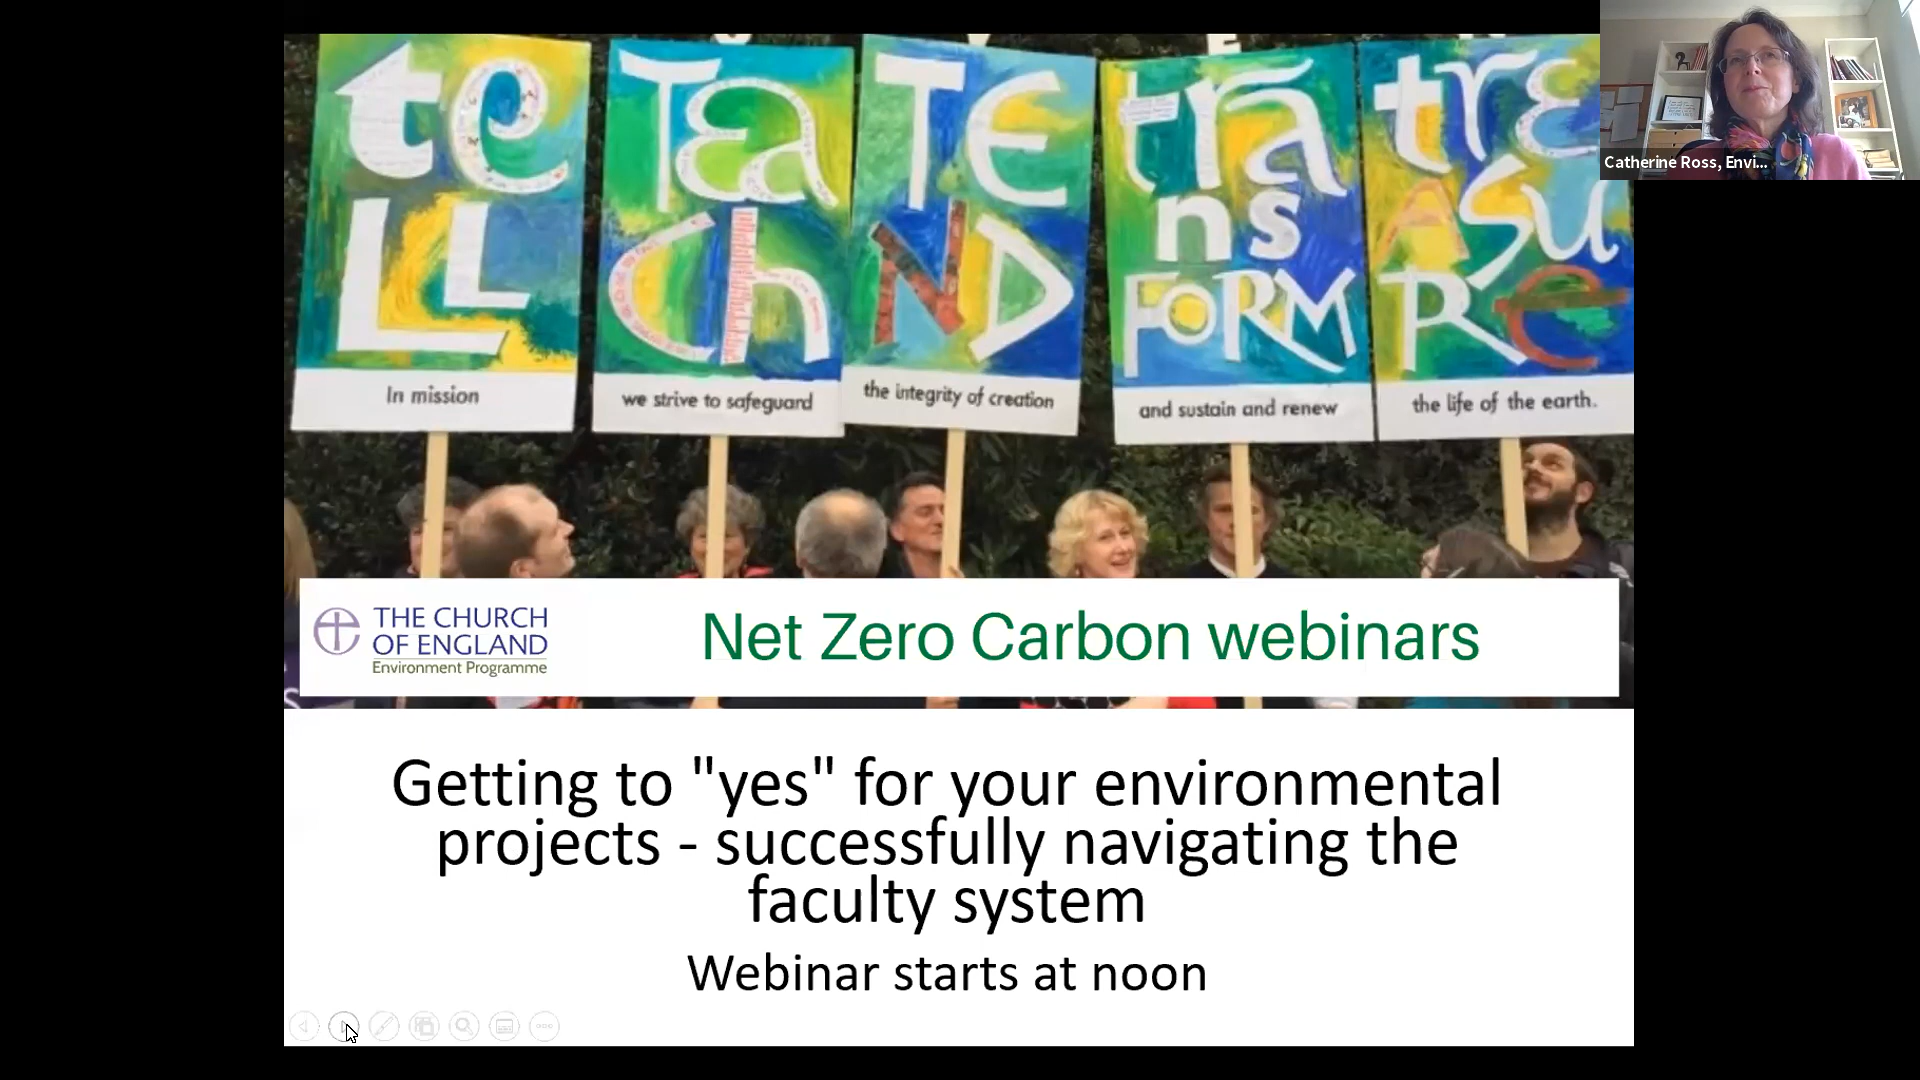 te
LL
In mission
Tea
Ch
we strive to safeguard
TE
ND
the integrity of creation
tra
ns
FORM
and sustain and renew
tre
ASU
Re
the life of the earth.
Catherine Ross, Envi...
THE CHURCH
OF ENGLAND
Environment Programme
Net Zero Carbon webinars
Getting to "yes" for your environmental
projects - successfully navigating the
faculty system
Webinar starts at noon